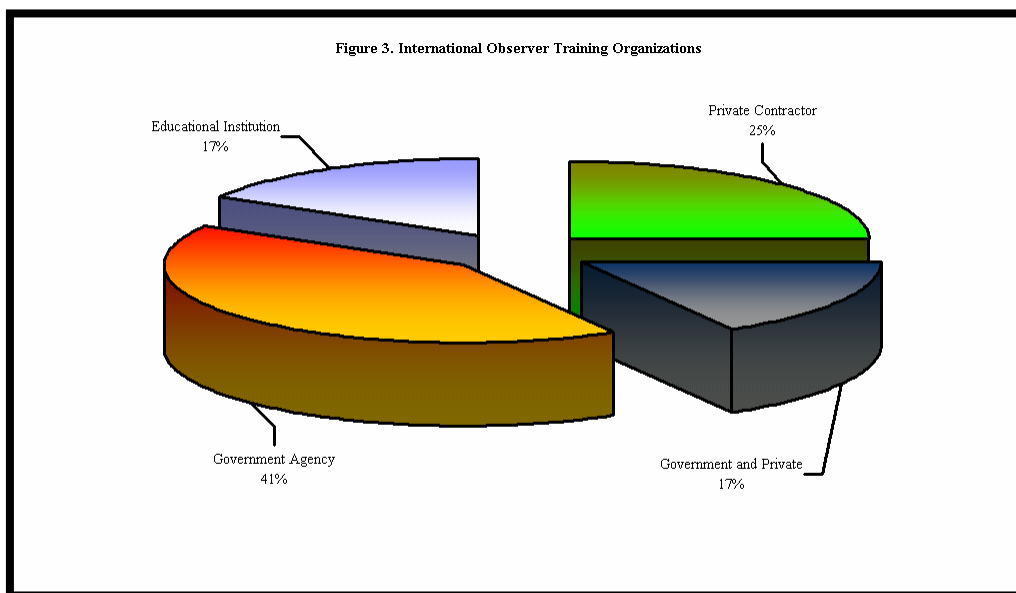 Figure 3. International Observer Training Organizations
Educational Institution
17%
Private Contractor
25%
Government Agency
41%
Government and Private
17%